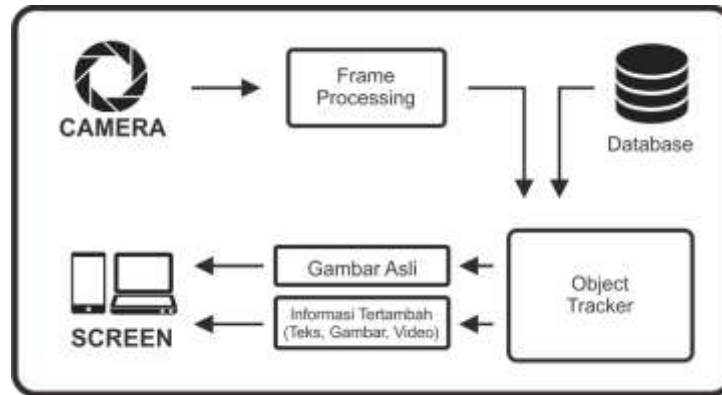 CAMERA
Frame
Processing
Database
Gambar Asli
Informasi Tertambah
(Teks, Gambar, Video)
Object
Tracker
SCREEN